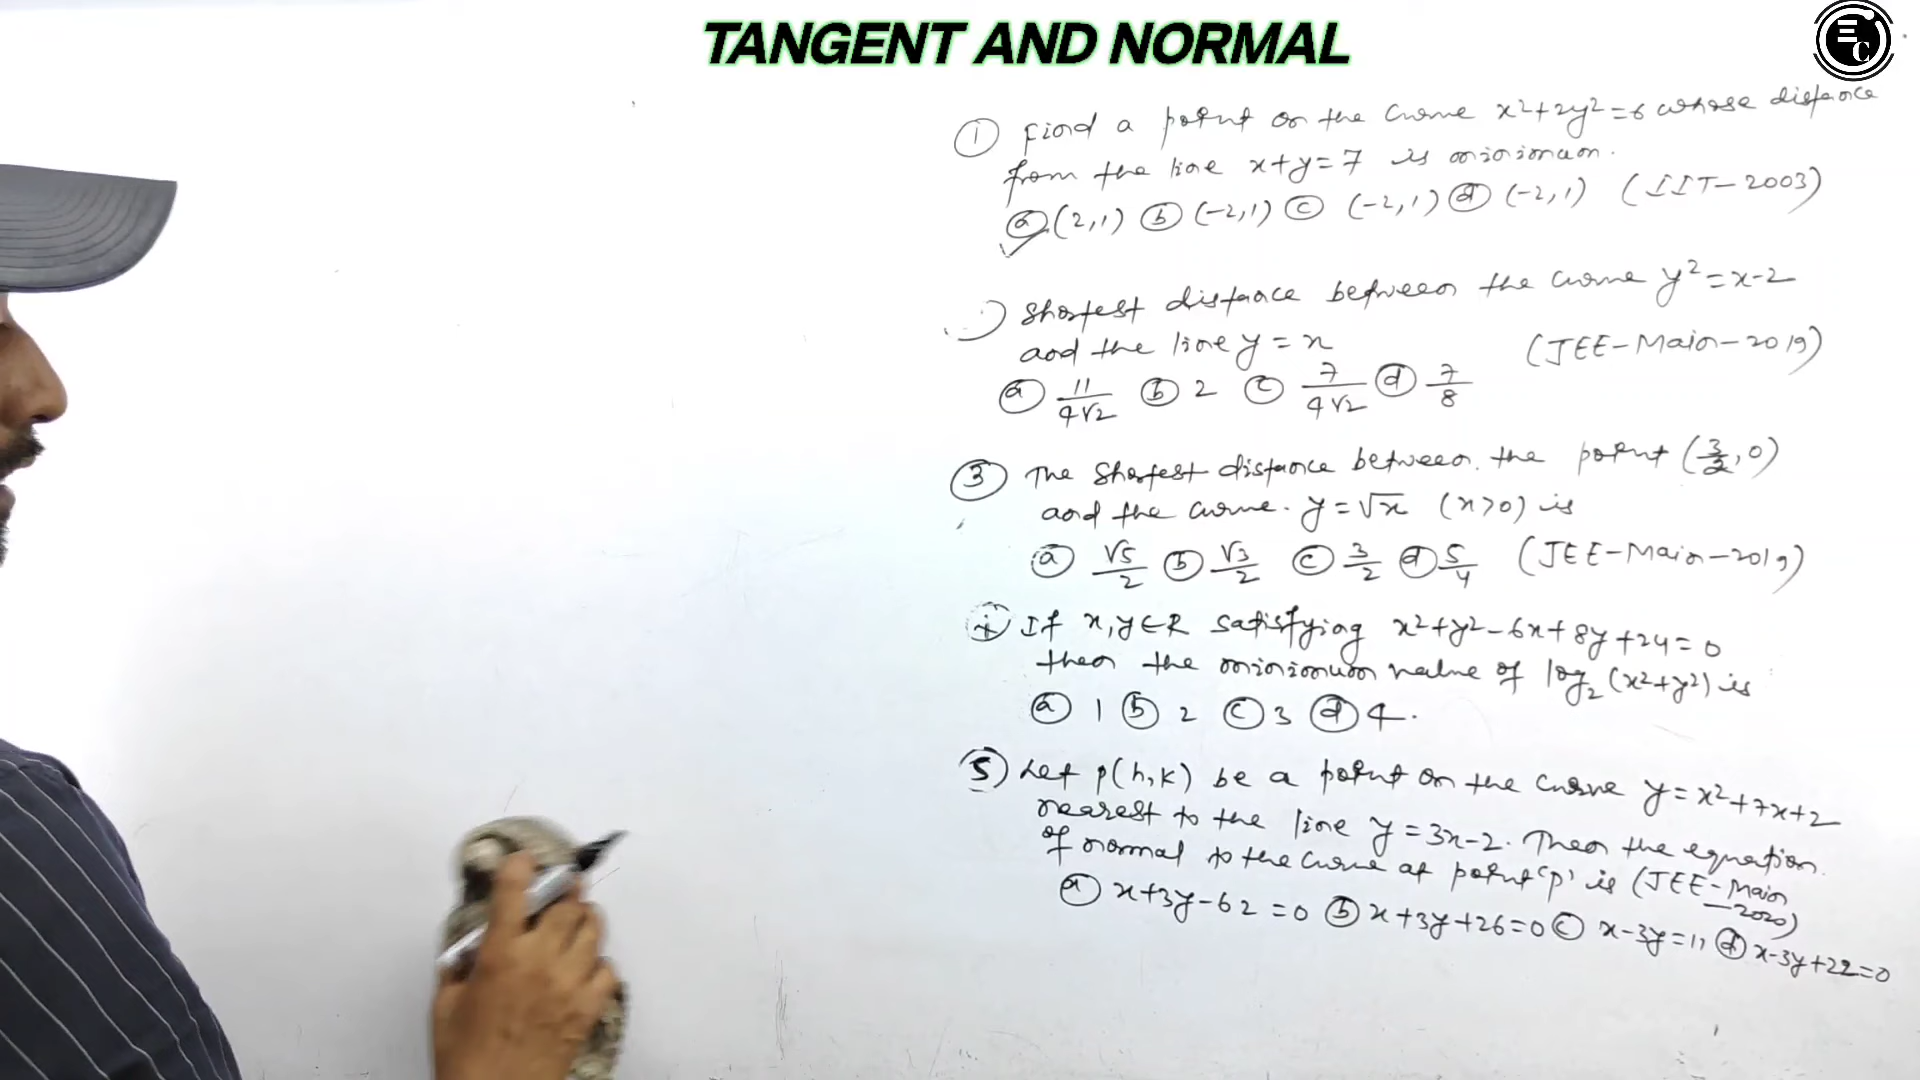 TANGENT AND NORMAL
EC
① Find a point on the curve x²+2y²=6 whose distance
from the line x+y=7 is minimum.
ⓐ (2,1) ⓑ (-2,1) ⓒ (-2,1) ⓓ (-2,1) (IIT-2003)
) Shortest distance between the curve y²=x-2
and the line y=x (JEE-Main-2019)
ⓐ 11/4√2 ⓑ 2 ⓒ 7/4√2 ⓓ 7/8
③ The Shortest distance between the point (3/2,0)
and the curve. y=√x (x>0) is
ⓐ √5/2 ⓑ √3/2 ⓒ 3/2 ⓓ 5/4 (JEE-Main-2019)
If x,y∈R satisfying x²+y²-6x+8y+24=0
then the minimum value of log₂(x²+y²) is
ⓐ 1 ⓑ 2 ⓒ 3 ⓓ 4.
⑤ Let p(h,k) be a point on the curve y=x²+7x+2
nearest to the line y=3x-2. Then the equation
of normal to the curve at point 'p' is (JEE-Main
-2020)
ⓐ x+3y-62=0 ⓑ x+3y+26=0 ⓒ x-3y=11 ⓓ x-3y+22=0